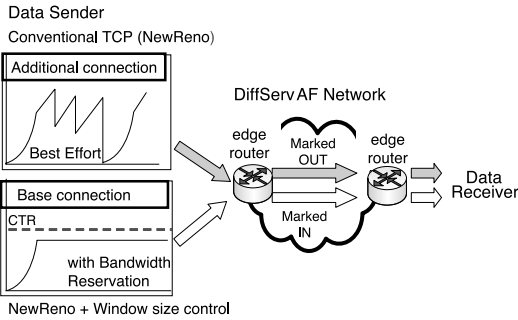 Data Sender
Conventional TCP (NewReno)
Additional connection
Best Effort
Base connection
CTR
with Bandwidth
Reservation
NewReno + Window size control
DiffServ AF Network
edge
router
Marked
OUT
Marked
IN
edge
router
Data
Receiver